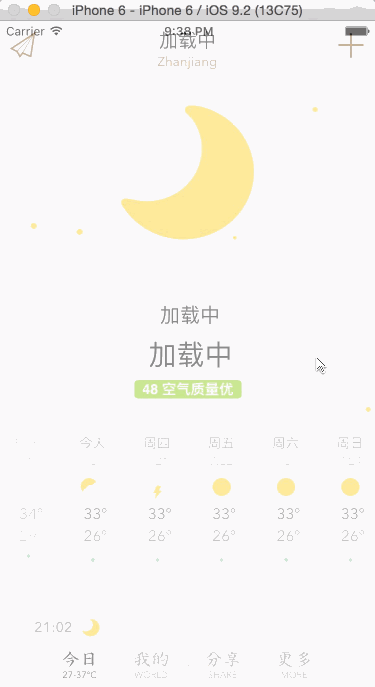 iPhone 6 - iPhone 6 / iOS 9.2 (13C75)
Carrier 9:38 PM
加载中
Zhanjiang
加载中
加载中
48 空气质量优
今天 周四 周五 周六 周日
34° 33° 33° 33° 33° 33°
26° 26° 26° 26° 26°
21:02
今日 我的 分享 更多
27-37°C WORLD SHARE MORE